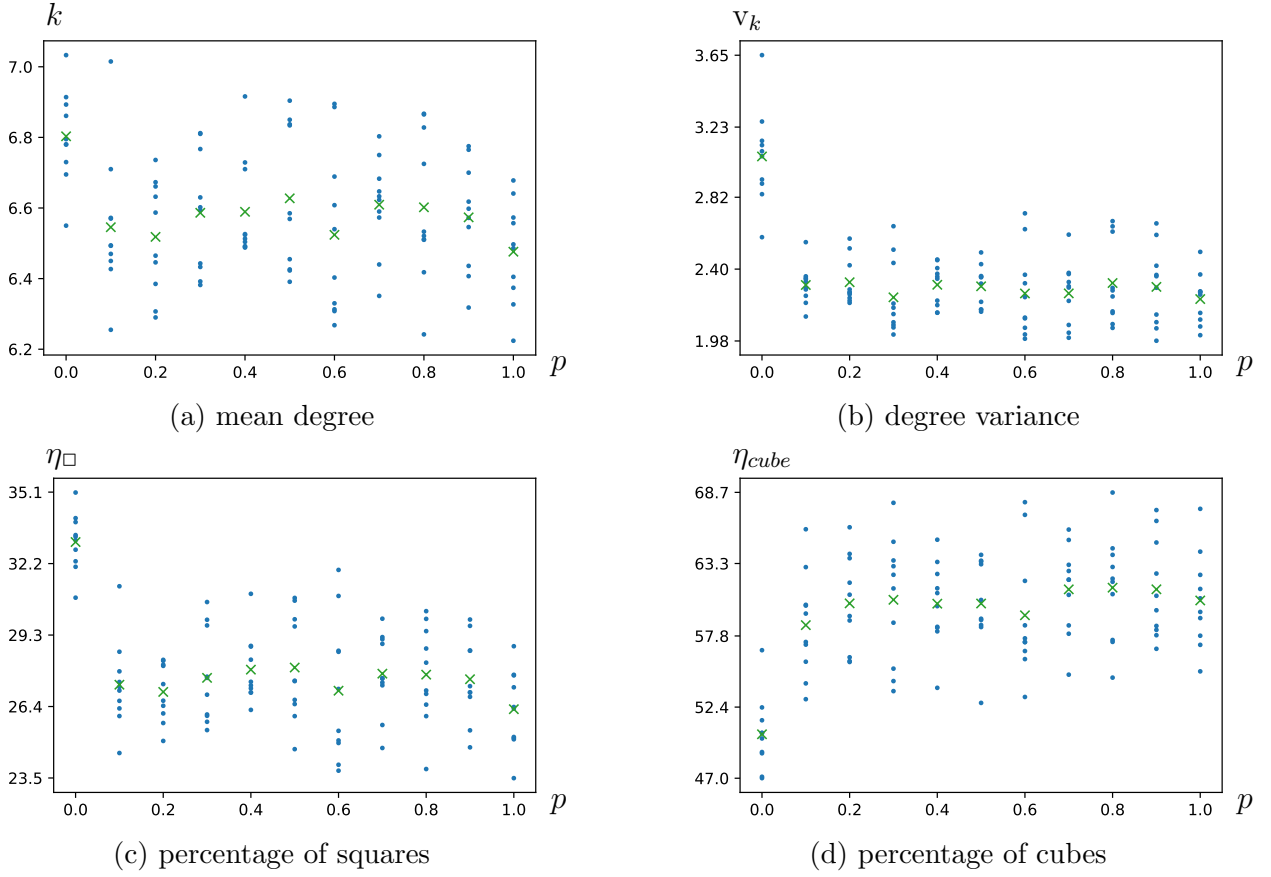 k
7.0
6.8
6.6
6.4
6.2
0.0 0.2 0.4 0.6 0.8 1.0
p
(a) mean degree
v_k
3.65
3.23
2.82
2.40
1.98
0.0 0.2 0.4 0.6 0.8 1.0
p
(b) degree variance
η□
35.1
32.2
29.3
26.4
23.5
0.0 0.2 0.4 0.6 0.8 1.0
p
(c) percentage of squares
η_cube
68.7
63.3
57.8
52.4
47.0
0.0 0.2 0.4 0.6 0.8 1.0
p
(d) percentage of cubes